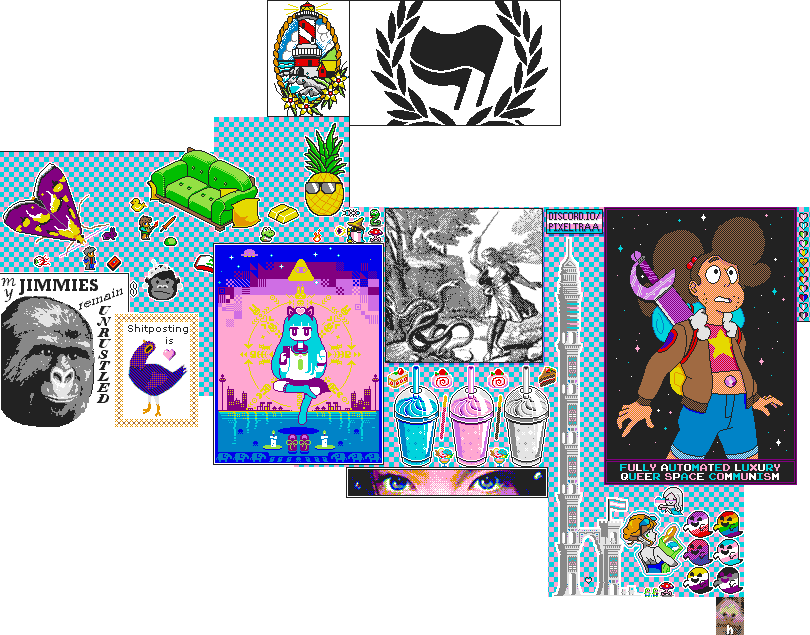 DISCORD.IO/
PIXELTRAA
my JIMMIES
remain
UNRUSTLED
Shitposting
is
FULLY AUTOMATED LUXURY
QUEER SPACE COMMUNISM
h